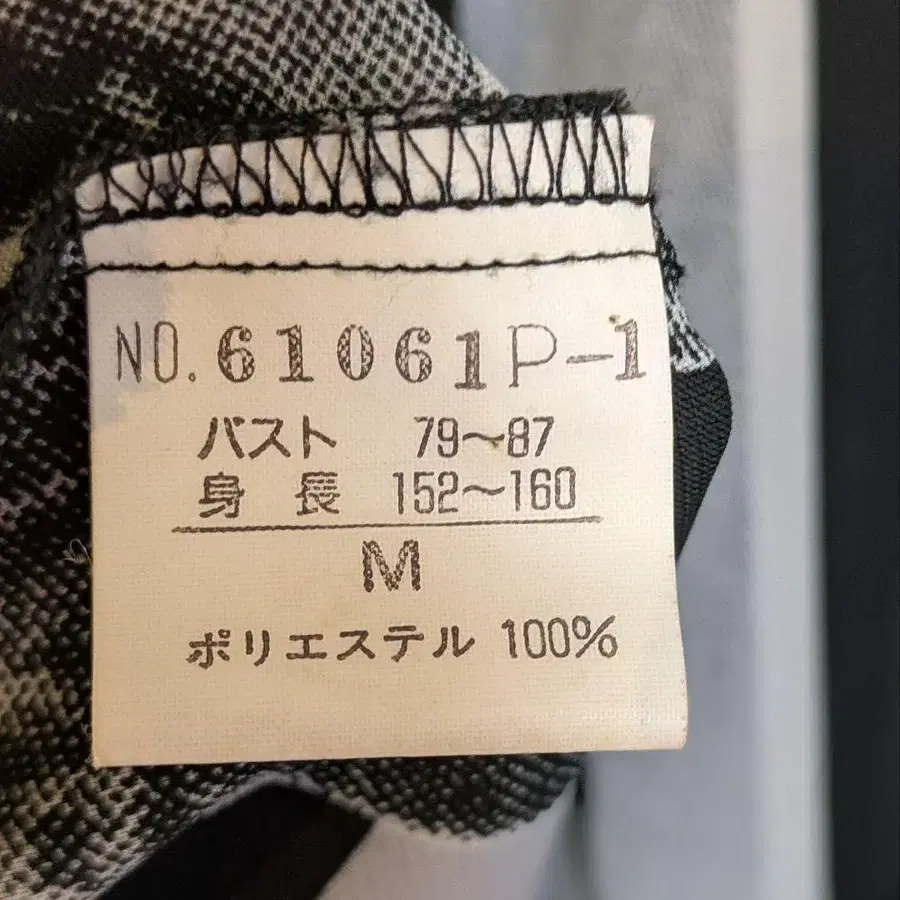 NO. 61061P-1
バスト 79~87
身長 152~160
M
ポリエステル 100%